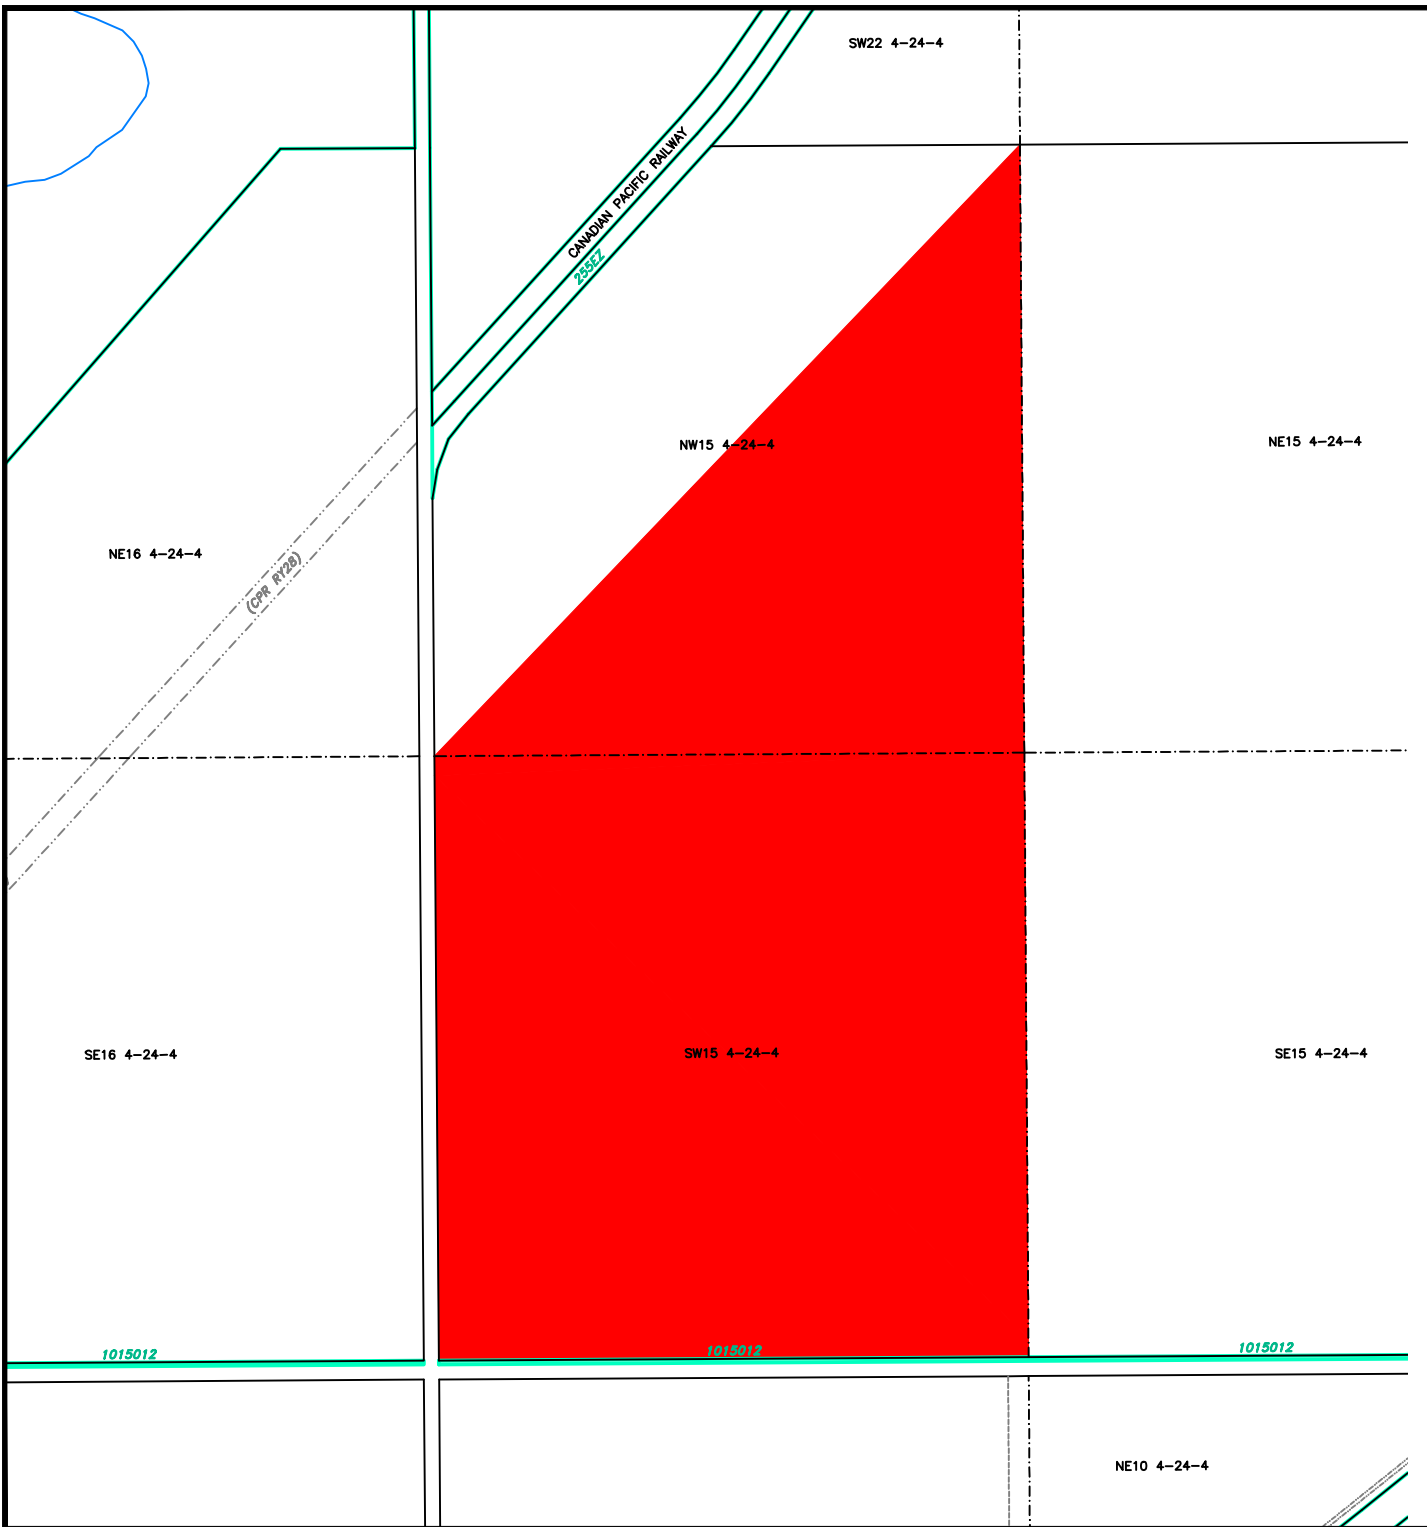 SW22 4-24-4
CANADIAN PACIFIC RAILWAY
255EZ
NW15 4-24-4
NE15 4-24-4
NE16 4-24-4
(CPR RY28)
SE16 4-24-4
SW15 4-24-4
SE15 4-24-4
1015012
1015012
1015012
NE10 4-24-4